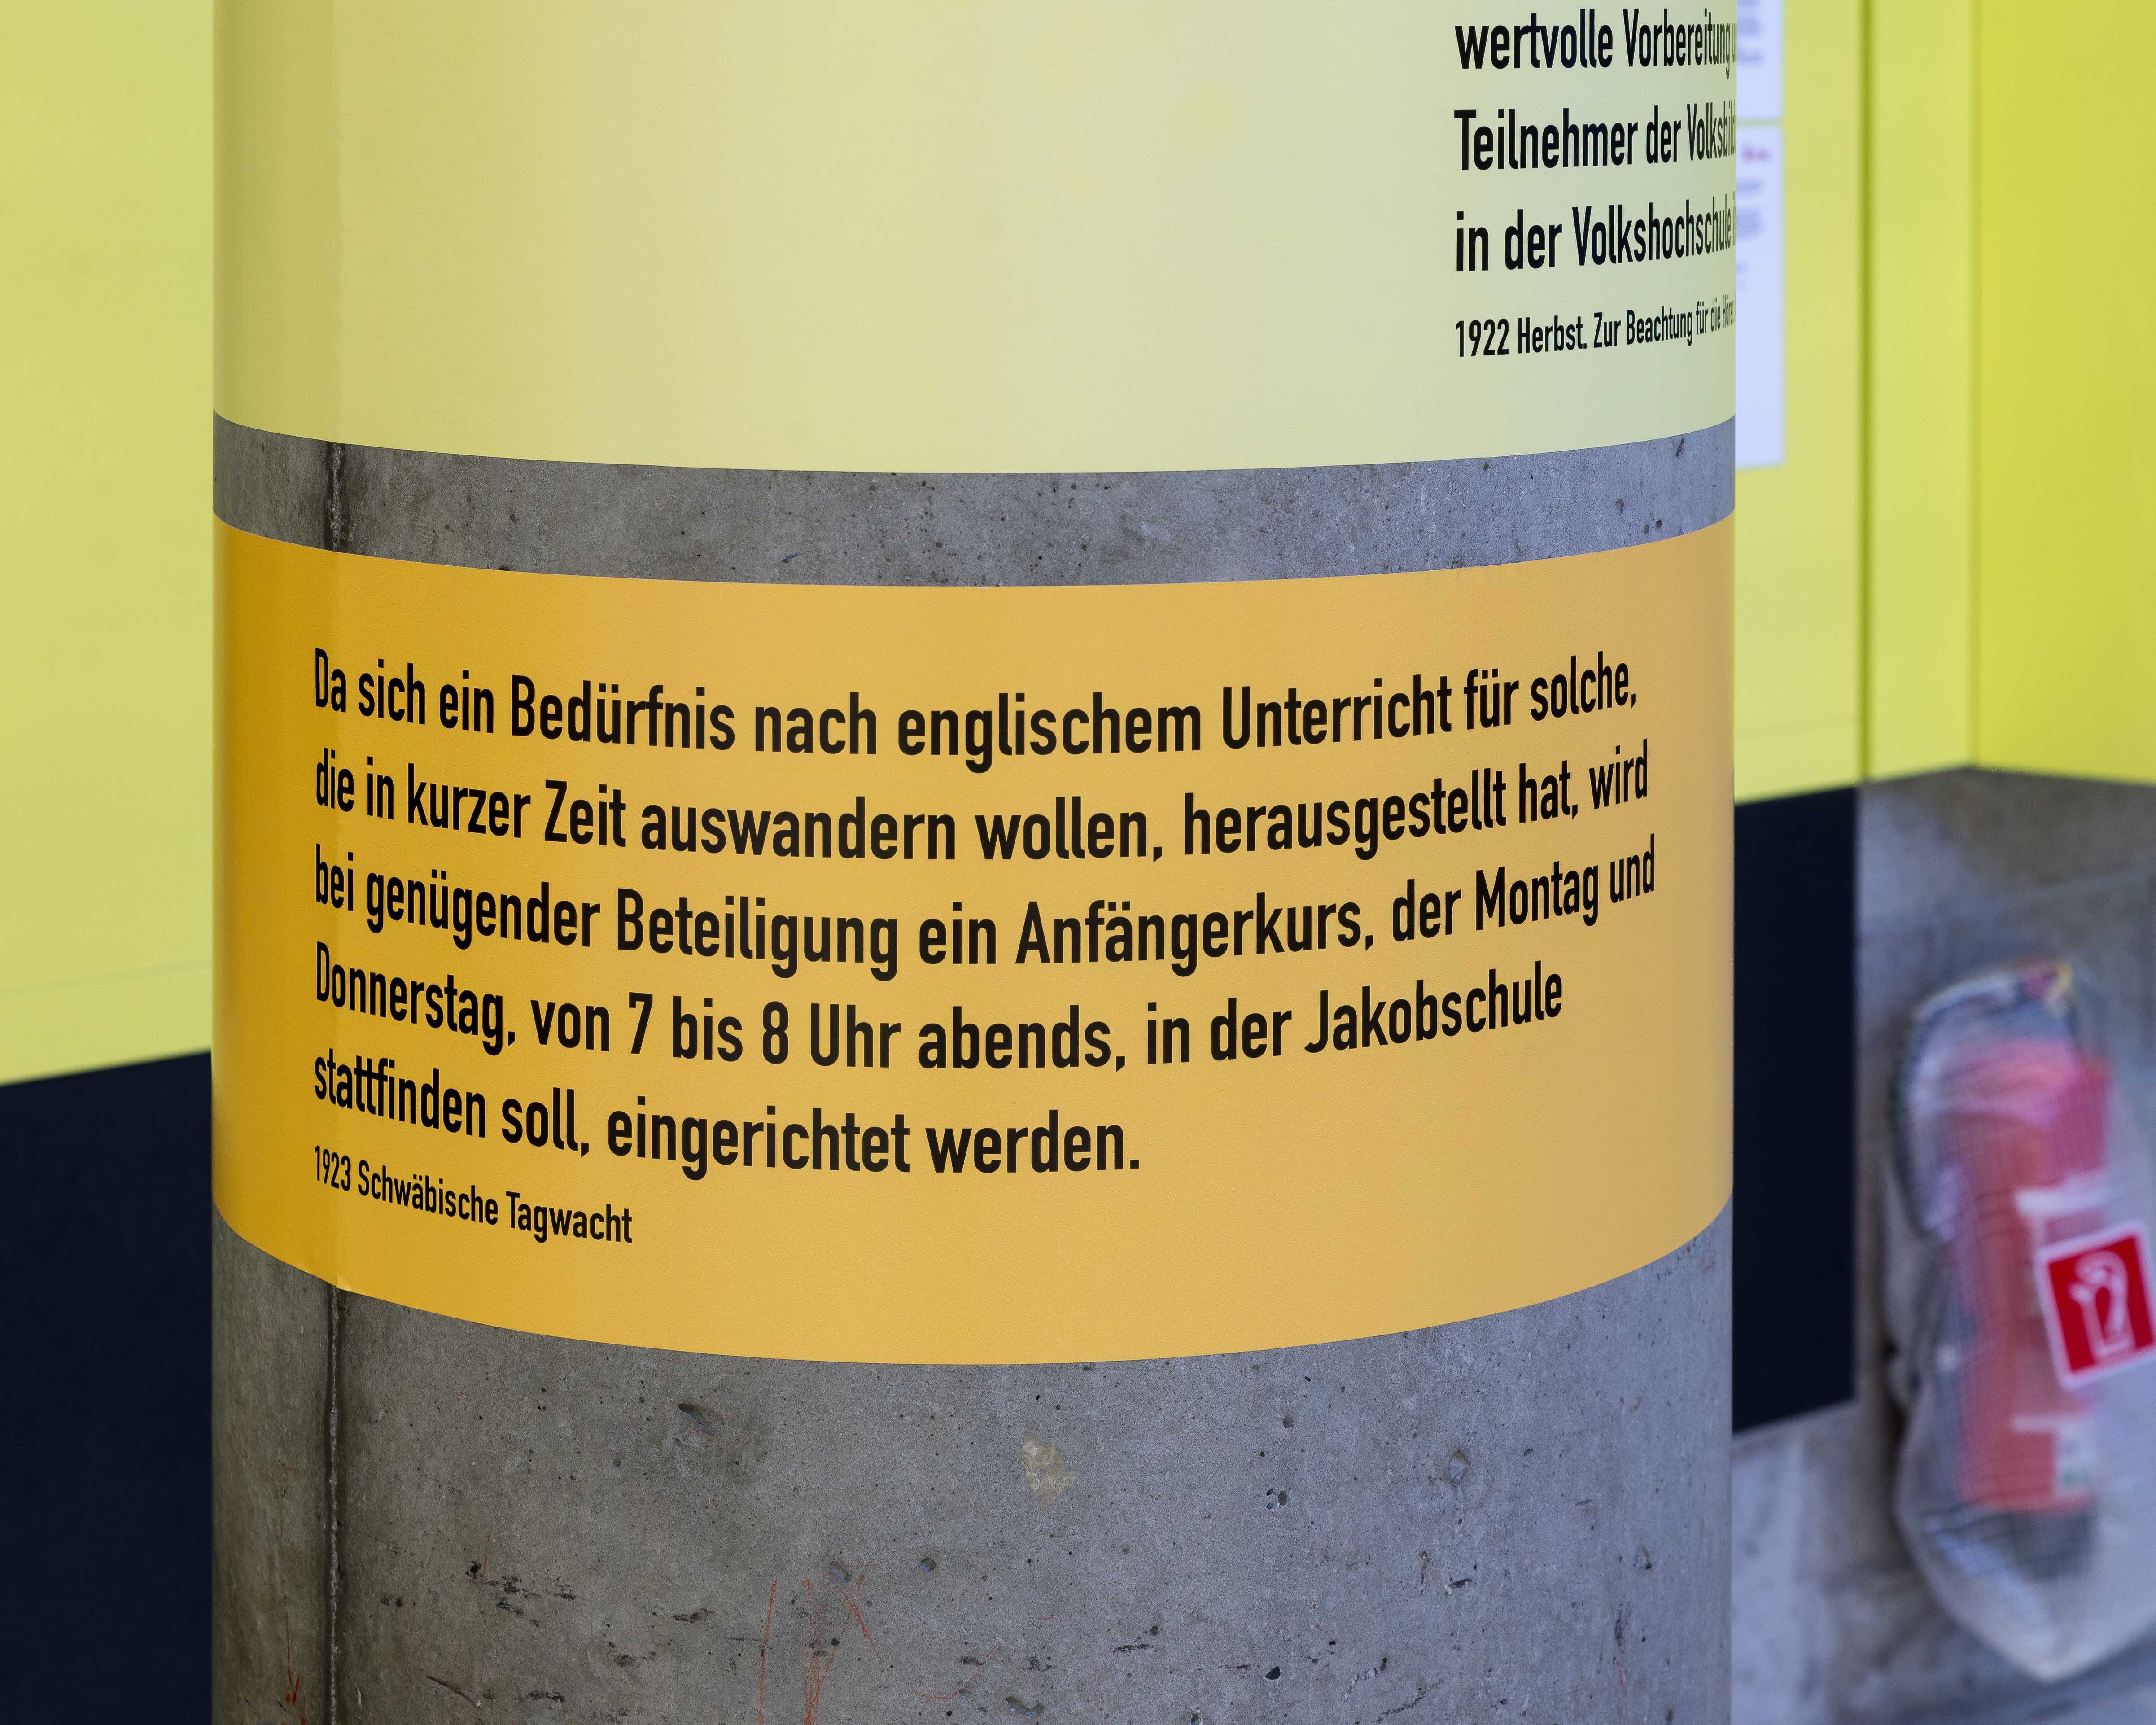 wertvolle Vorbereitung
Teilnehmer der
in der Volkshochschule
1922 Herbst. Zur Beachtung für die
Da sich ein Bedürfnis nach englischem Unterricht für solche,
die in kurzer Zeit auswandern wollen, herausgestellt hat, wird
bei genügender Beteiligung ein Anfängerkurs, der Montag und
Donnerstag, von 7 bis 8 Uhr abends, in der Jakobschule
stattfinden soll, eingerichtet werden.
1923 Schwäbische Tagwacht